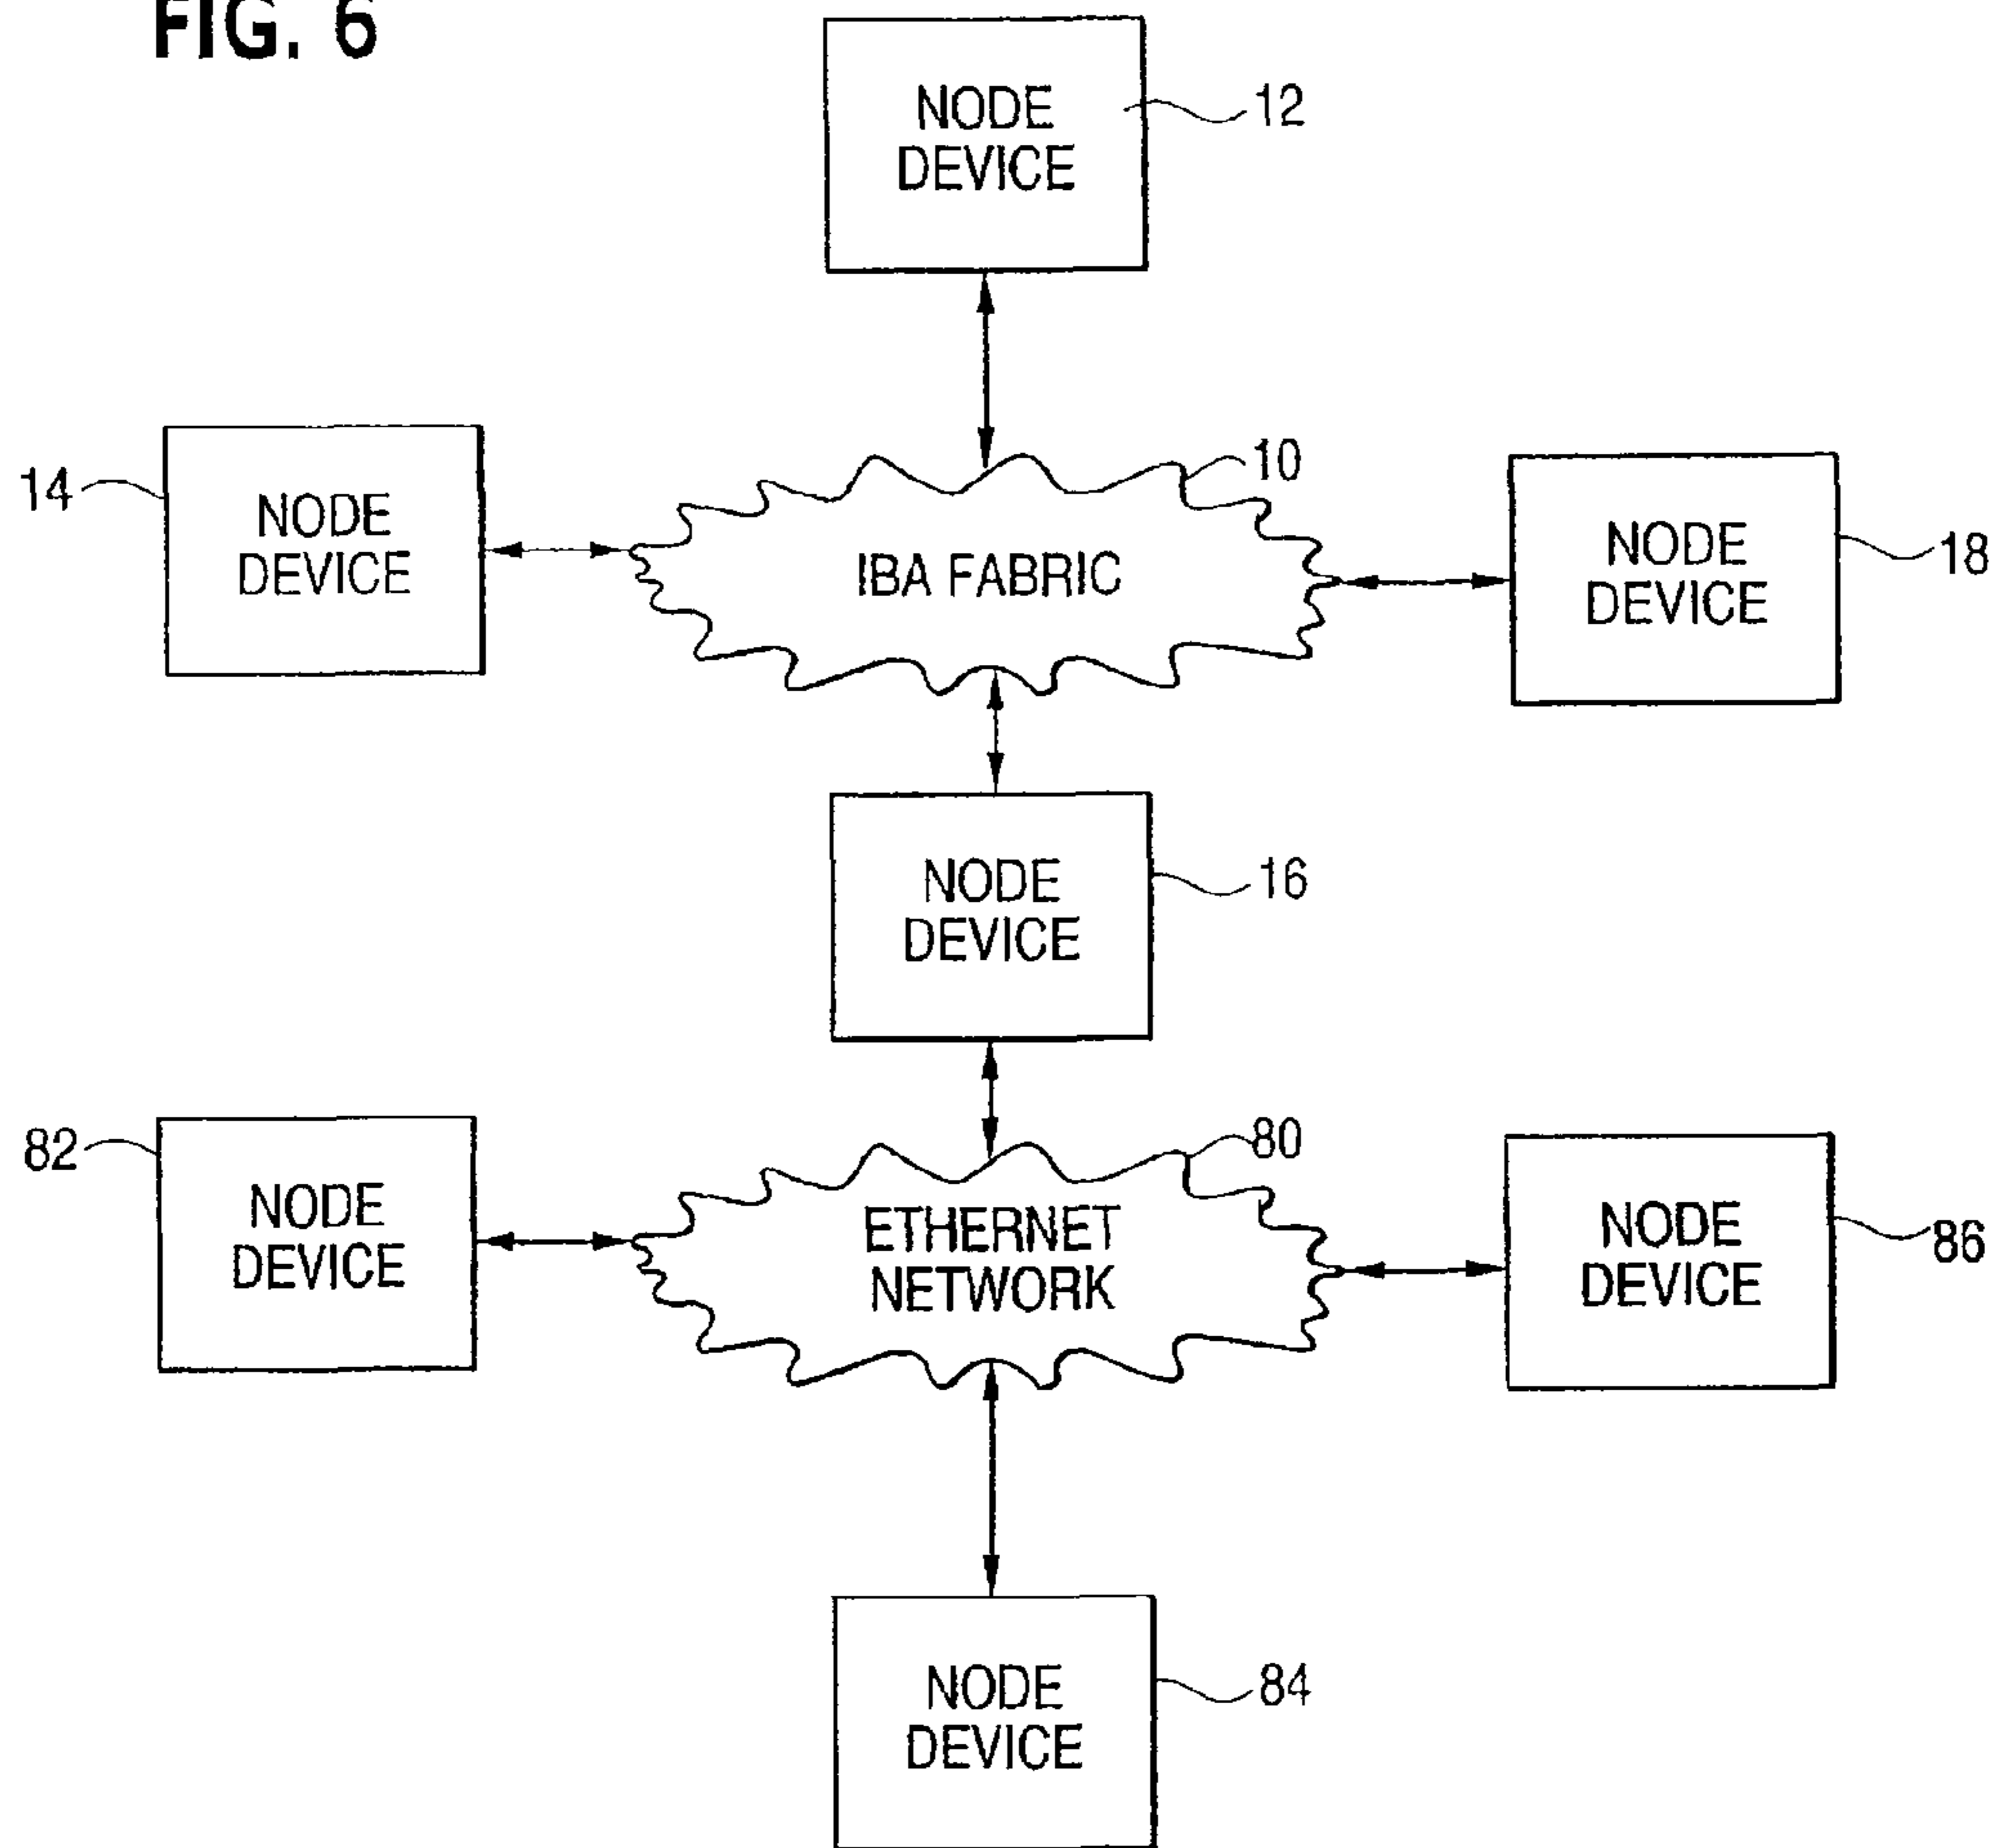 FIG. 6
NODE
DEVICE
12
14
NODE
DEVICE
10
IBA FABRIC
NODE
DEVICE
18
NODE
DEVICE
16
82
NODE
DEVICE
80
ETHERNET
NETWORK
NODE
DEVICE
86
NODE
DEVICE
84